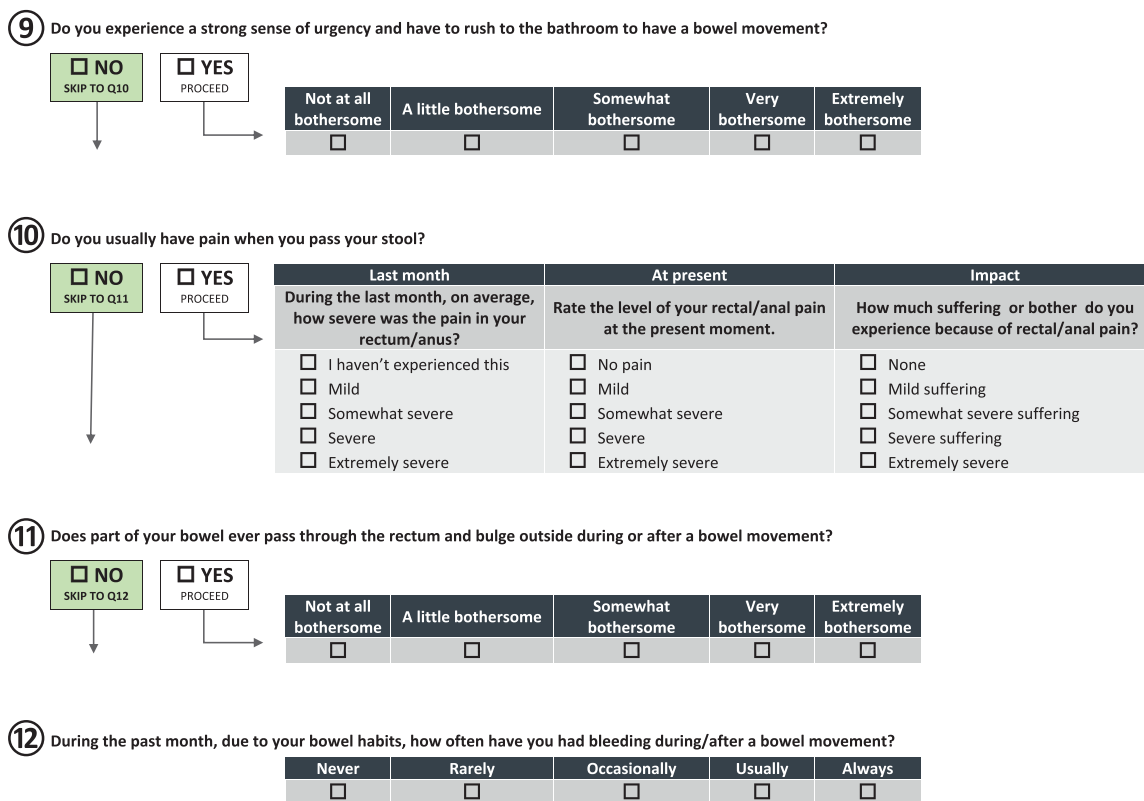 9 Do you experience a strong sense of urgency and have to rush to the bathroom to have a bowel movement?
☐ NO
SKIP TO Q10
☐ YES
PROCEED
Not at all bothersome
A little bothersome
Somewhat bothersome
Very bothersome
Extremely bothersome
☐ ☐ ☐ ☐ ☐
10 Do you usually have pain when you pass your stool?
☐ NO
SKIP TO Q11
☐ YES
PROCEED
Last month
During the last month, on average,
how severe was the pain in your
rectum/anus?
☐ I haven’t experienced this
☐ Mild
☐ Somewhat severe
☐ Severe
☐ Extremely severe
At present
Rate the level of your rectal/anal pain
at the present moment.
☐ No pain
☐ Mild
☐ Somewhat severe
☐ Severe
☐ Extremely severe
Impact
How much suffering or bother do you
experience because of rectal/anal pain?
☐ None
☐ Mild suffering
☐ Somewhat severe suffering
☐ Severe suffering
☐ Extremely severe
11 Does part of your bowel ever pass through the rectum and bulge outside during or after a bowel movement?
☐ NO
SKIP TO Q12
☐ YES
PROCEED
Not at all bothersome
A little bothersome
Somewhat bothersome
Very bothersome
Extremely bothersome
☐ ☐ ☐ ☐ ☐
12 During the past month, due to your bowel habits, how often have you had bleeding during/after a bowel movement?
Never
Rarely
Occasionally
Usually
Always
☐ ☐ ☐ ☐ ☐